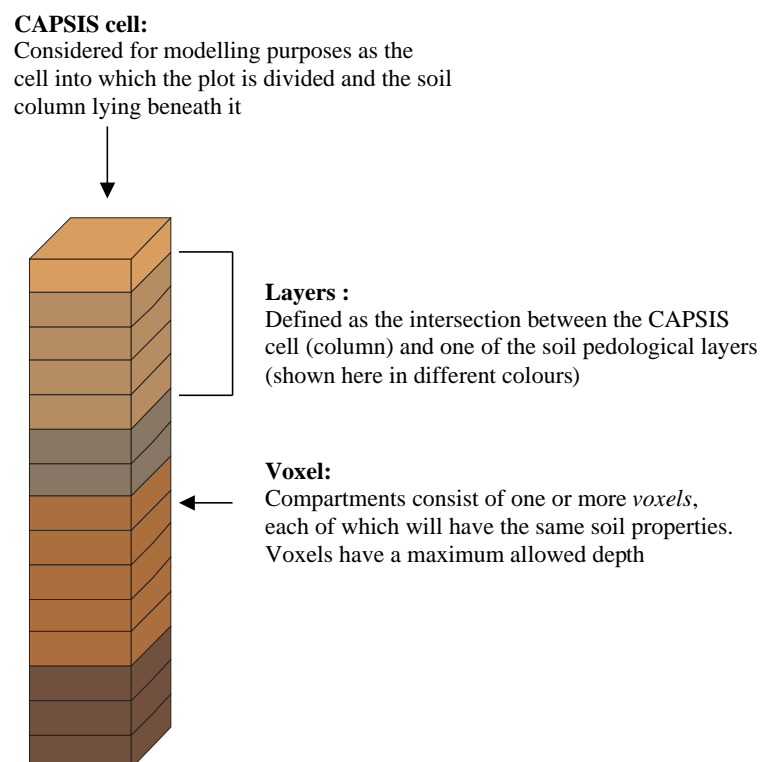 CAPSIS cell:
Considered for modelling purposes as the
cell into which the plot is divided and the soil
column lying beneath it
Layers :
Defined as the intersection between the CAPSIS
cell (column) and one of the soil pedological layers
(shown here in different colours)
Voxel:
Compartments consist of one or more voxels,
each of which will have the same soil properties.
Voxels have a maximum allowed depth